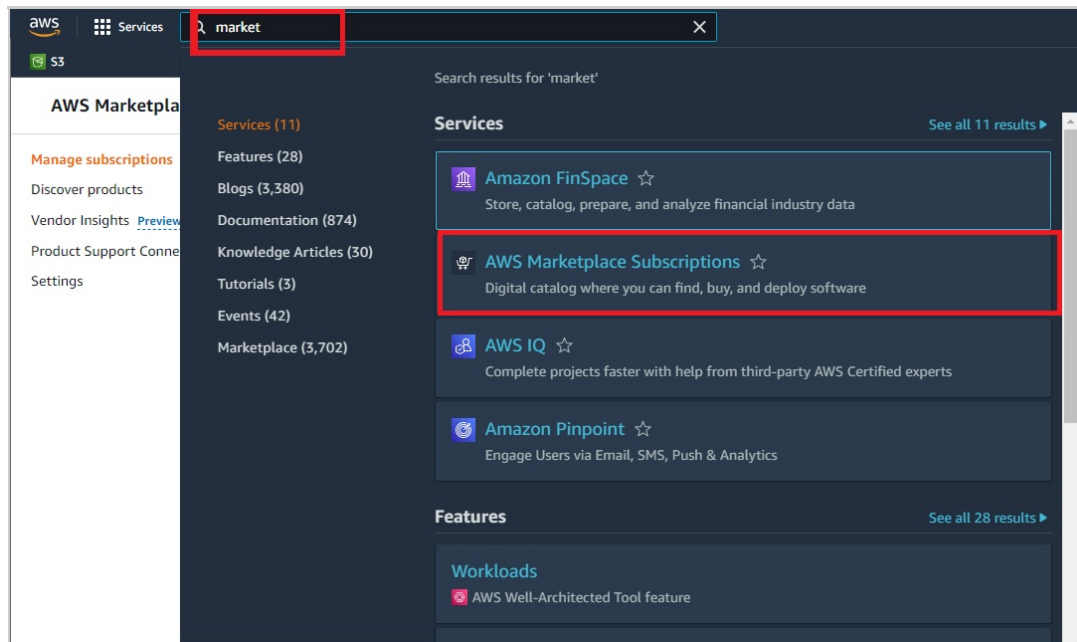 aws
Services
market
S3
AWS Marketpla
Manage subscriptions
Discover products
Vendor Insights Preview
Product Support Conne
Settings
Search results for 'market'
Services (11)
Features (28)
Blogs (3,380)
Documentation (874)
Knowledge Articles (30)
Tutorials (3)
Events (42)
Marketplace (3,702)
Services
See all 11 results
Amazon FinSpace
Store, catalog, prepare, and analyze financial industry data
AWS Marketplace Subscriptions
Digital catalog where you can find, buy, and deploy software
AWS IQ
Complete projects faster with help from third-party AWS Certified experts
Amazon Pinpoint
Engage Users via Email, SMS, Push & Analytics
Features
See all 28 results
Workloads
AWS Well-Architected Tool feature